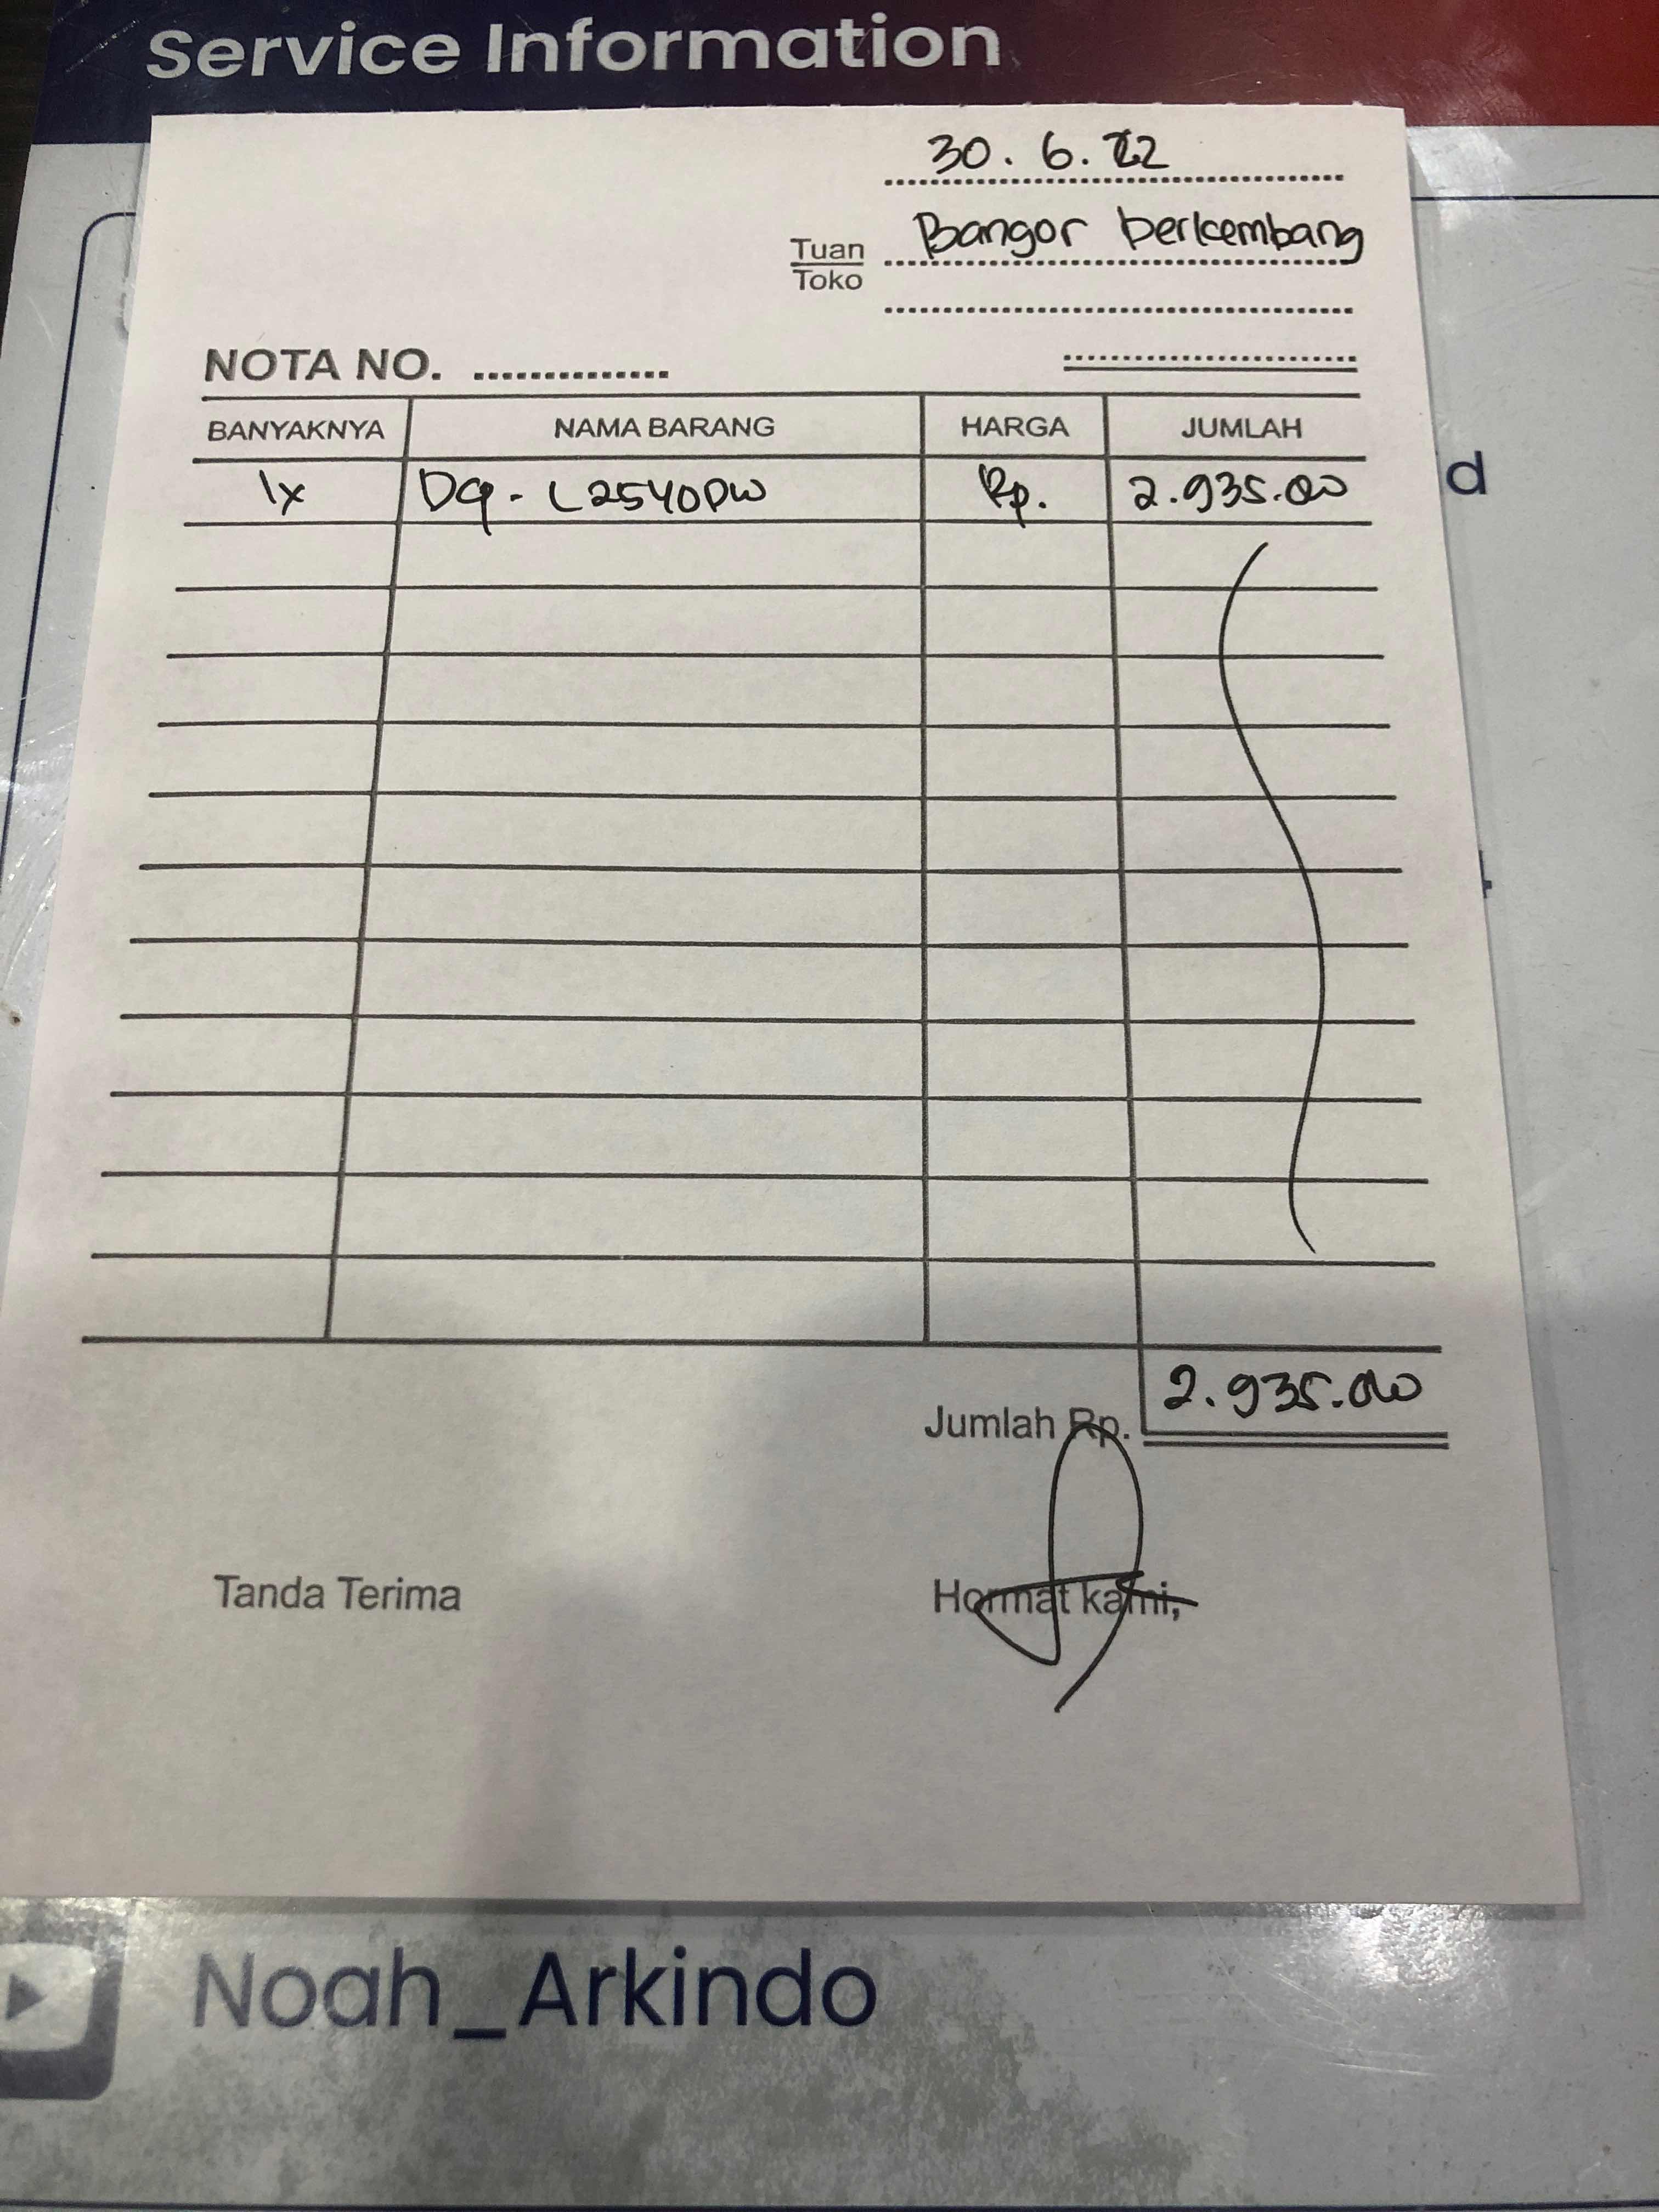 Service Information
30. 6. 22
Tuan Bangor berkembang
Toko
NOTA NO.
BANYAKNYA NAMA BARANG HARGA JUMLAH
1x DCP - L2540DW Rp. 2.935.000
Jumlah Rp. 2.935.000
Tanda Terima Hormat kami,
Noah_Arkindo
d